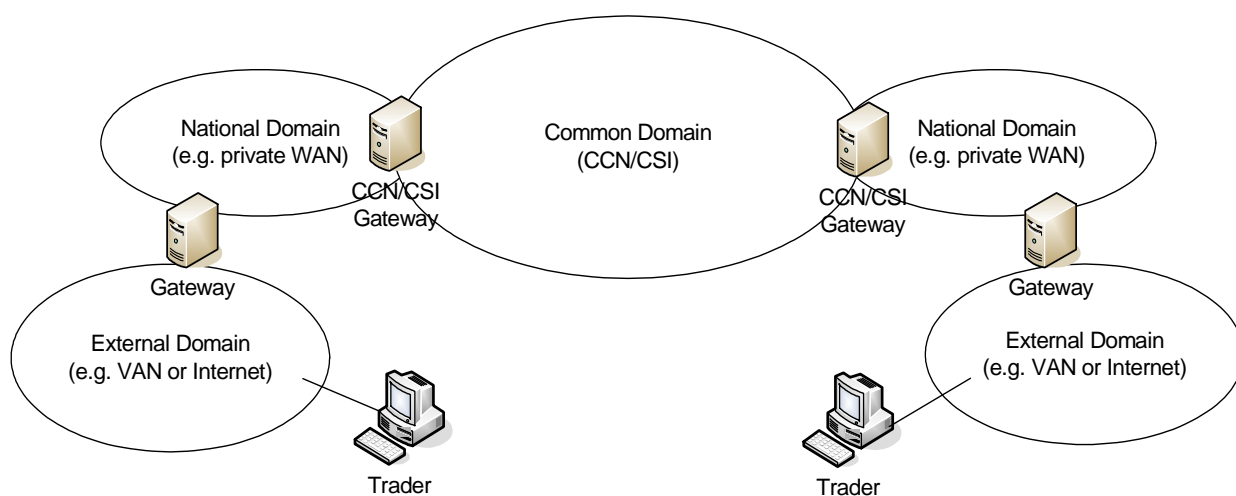 National Domain
(e.g. private WAN)
CCN/CSI
Gateway
Common Domain
(CCN/CSI)
National Domain
(e.g. private WAN)
CCN/CSI
Gateway
Gateway
Gateway
External Domain
(e.g. VAN or Internet)
External Domain
(e.g. VAN or Internet)
Trader
Trader